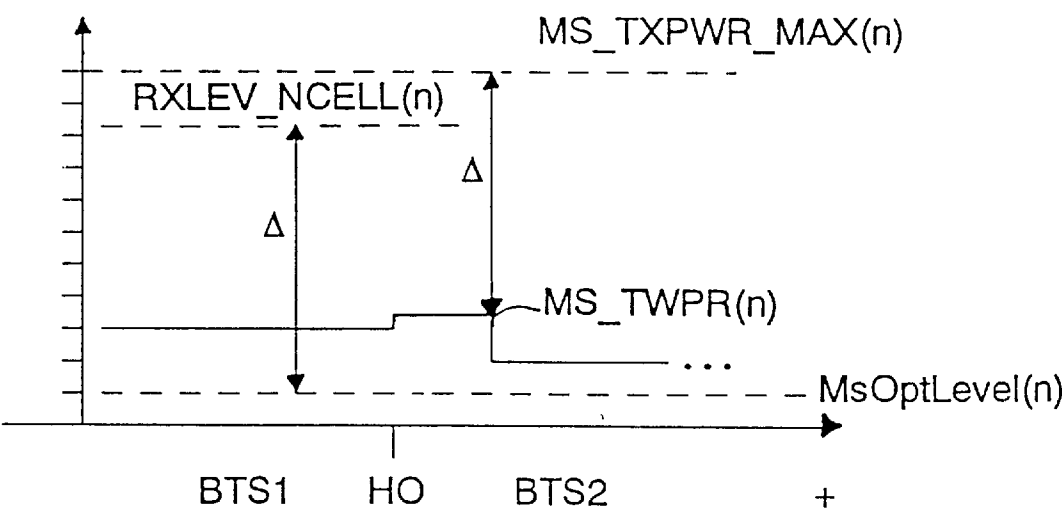 MS_TXPWR_MAX(n)
RXLEV_NCELL(n)
Δ
Δ
MS_TWPR(n)
...
MsOptLevel(n)
BTS1 HO BTS2 +